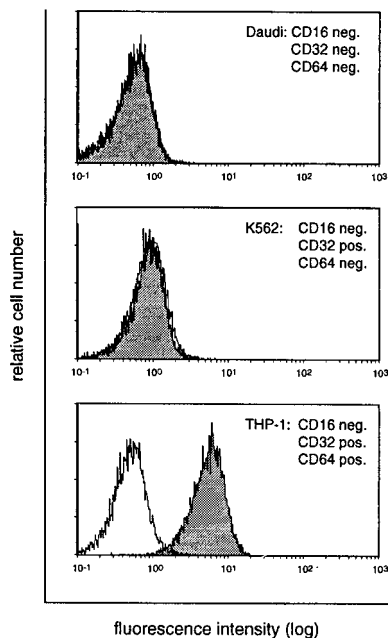 Daudi: CD16 neg.
CD32 neg.
CD64 neg.
10-1 100 101 102 103
K562: CD16 neg.
CD32 pos.
CD64 neg.
10-1 100 101 102 103
THP-1: CD16 neg.
CD32 pos.
CD64 pos.
10-1 100 101 102 103
relative cell number
fluorescence intensity (log)